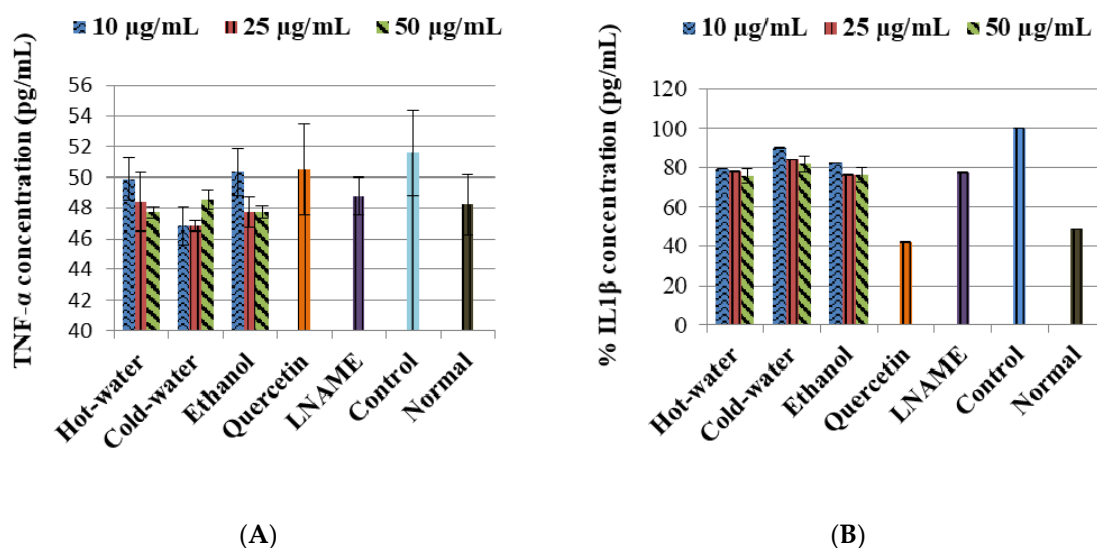 10 μg/mL 25 μg/mL 50 μg/mL
TNF-α concentration (pg/mL)
56
54
52
50
48
46
44
42
40
Hot-water
Cold-water
Ethanol
Quercetin
LNAME
Control
Normal
(A)
10 μg/mL 25 μg/mL 50 μg/mL
% IL1β concentration (pg/mL)
120
100
80
60
40
20
0
Hot-water
Cold-water
Ethanol
Quercetin
LNAME
Control
Normal
(B)